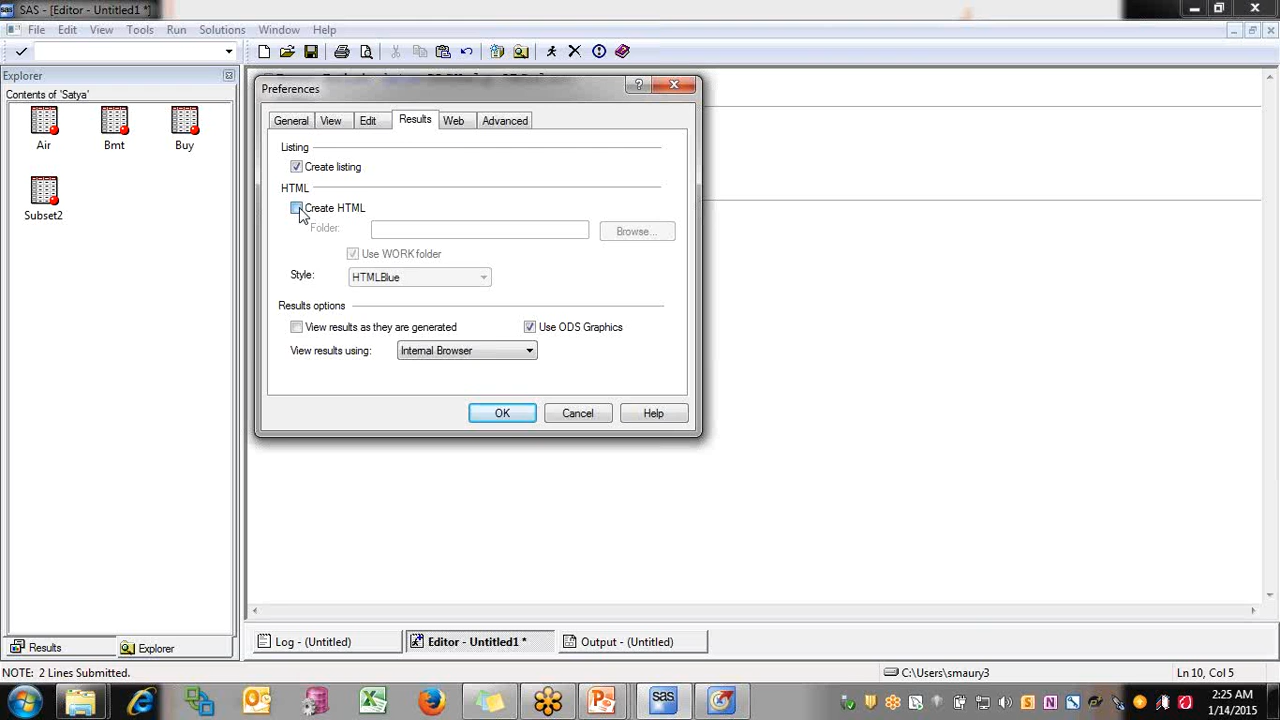 SAS - [Editor - Untitled1 *]
File Edit View Tools Run Solutions Window Help
Explorer
Contents of 'Satya'
Air Bmt Buy
Subset2
Preferences
General View Edit Results Web Advanced
Listing
Create listing
HTML
Create HTML
Folder: Browse...
Use WORK folder
Style: HTMLBlue
Results options
View results as they are generated Use ODS Graphics
View results using: Internal Browser
OK Cancel Help
Results Explorer Log - (Untitled) Editor - Untitled1 * Output - (Untitled)
NOTE: 2 Lines Submitted. C:\Users\smaury3 Ln 10, Col 5
2:25 AM
1/14/2015